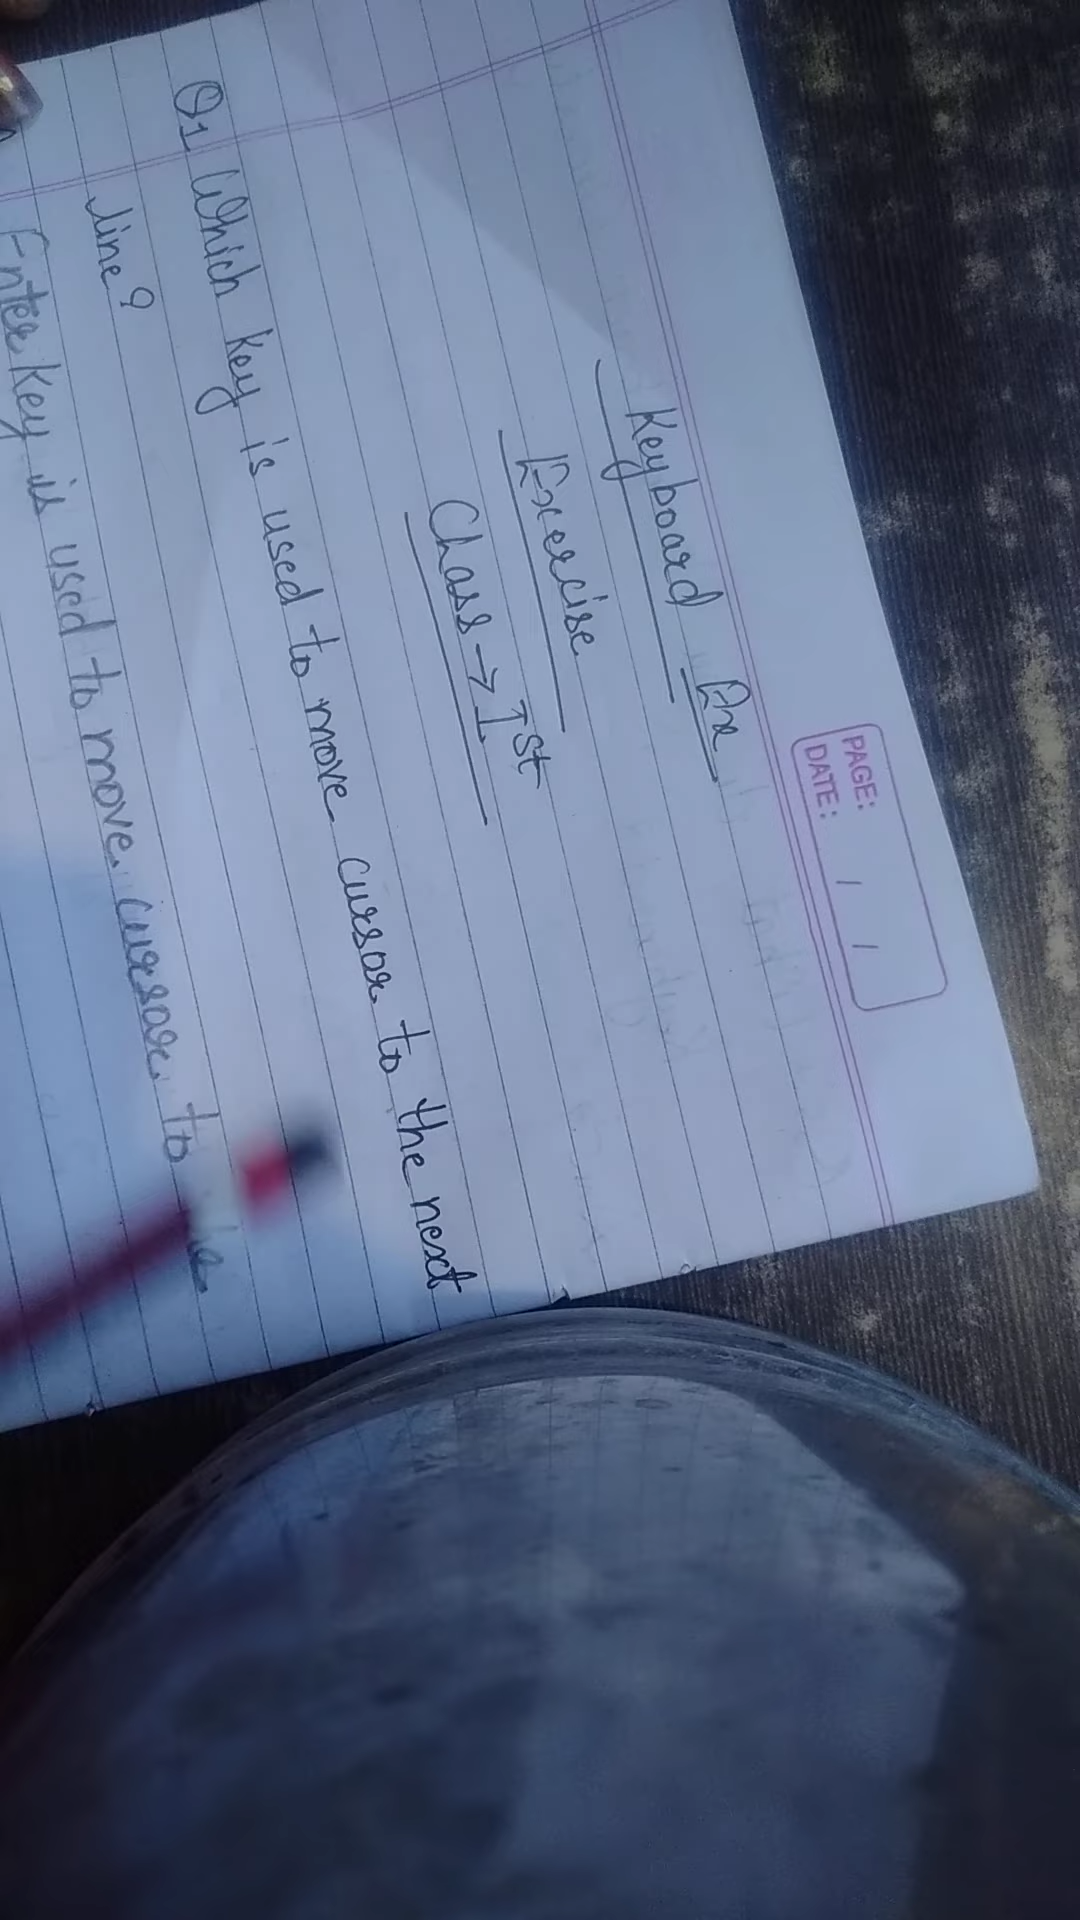 PAGE: / /
DATE:
Keyboard Ex
Excercise
Class → Ist
Q1 Which key is used to move cursor to the next
line?
Enter key is used to move cursor to